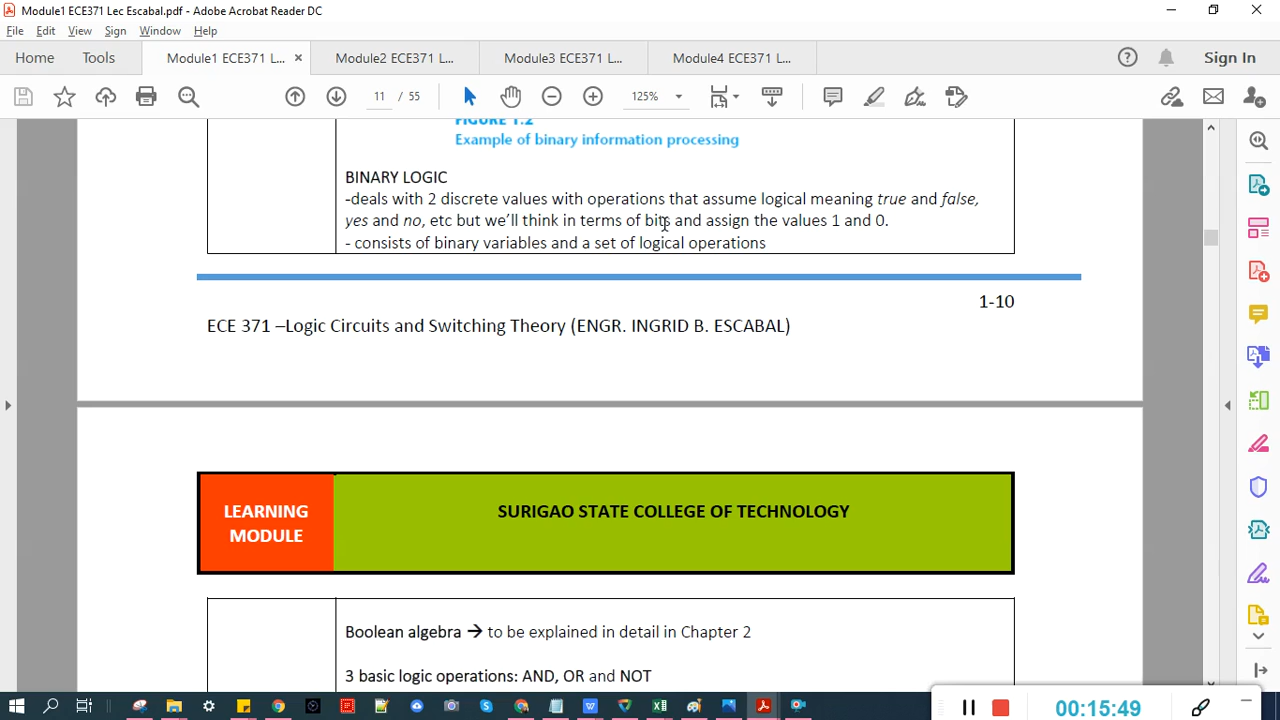 Module1 ECE371 Lec Escabal.pdf - Adobe Acrobat Reader DC
File Edit View Sign Window Help
Home Tools Module1 ECE371 L... × Module2 ECE371 L... Module3 ECE371 L... Module4 ECE371 L... Sign In
11 / 55 125%
FIGURE 1.2
Example of binary information processing
BINARY LOGIC
-deals with 2 discrete values with operations that assume logical meaning true and false,
yes and no, etc but we'll think in terms of bits and assign the values 1 and 0.
- consists of binary variables and a set of logical operations
1-10
ECE 371 –Logic Circuits and Switching Theory (ENGR. INGRID B. ESCABAL)
LEARNING
MODULE
SURIGAO STATE COLLEGE OF TECHNOLOGY
Boolean algebra → to be explained in detail in Chapter 2
3 basic logic operations: AND, OR and NOT
00:15:49